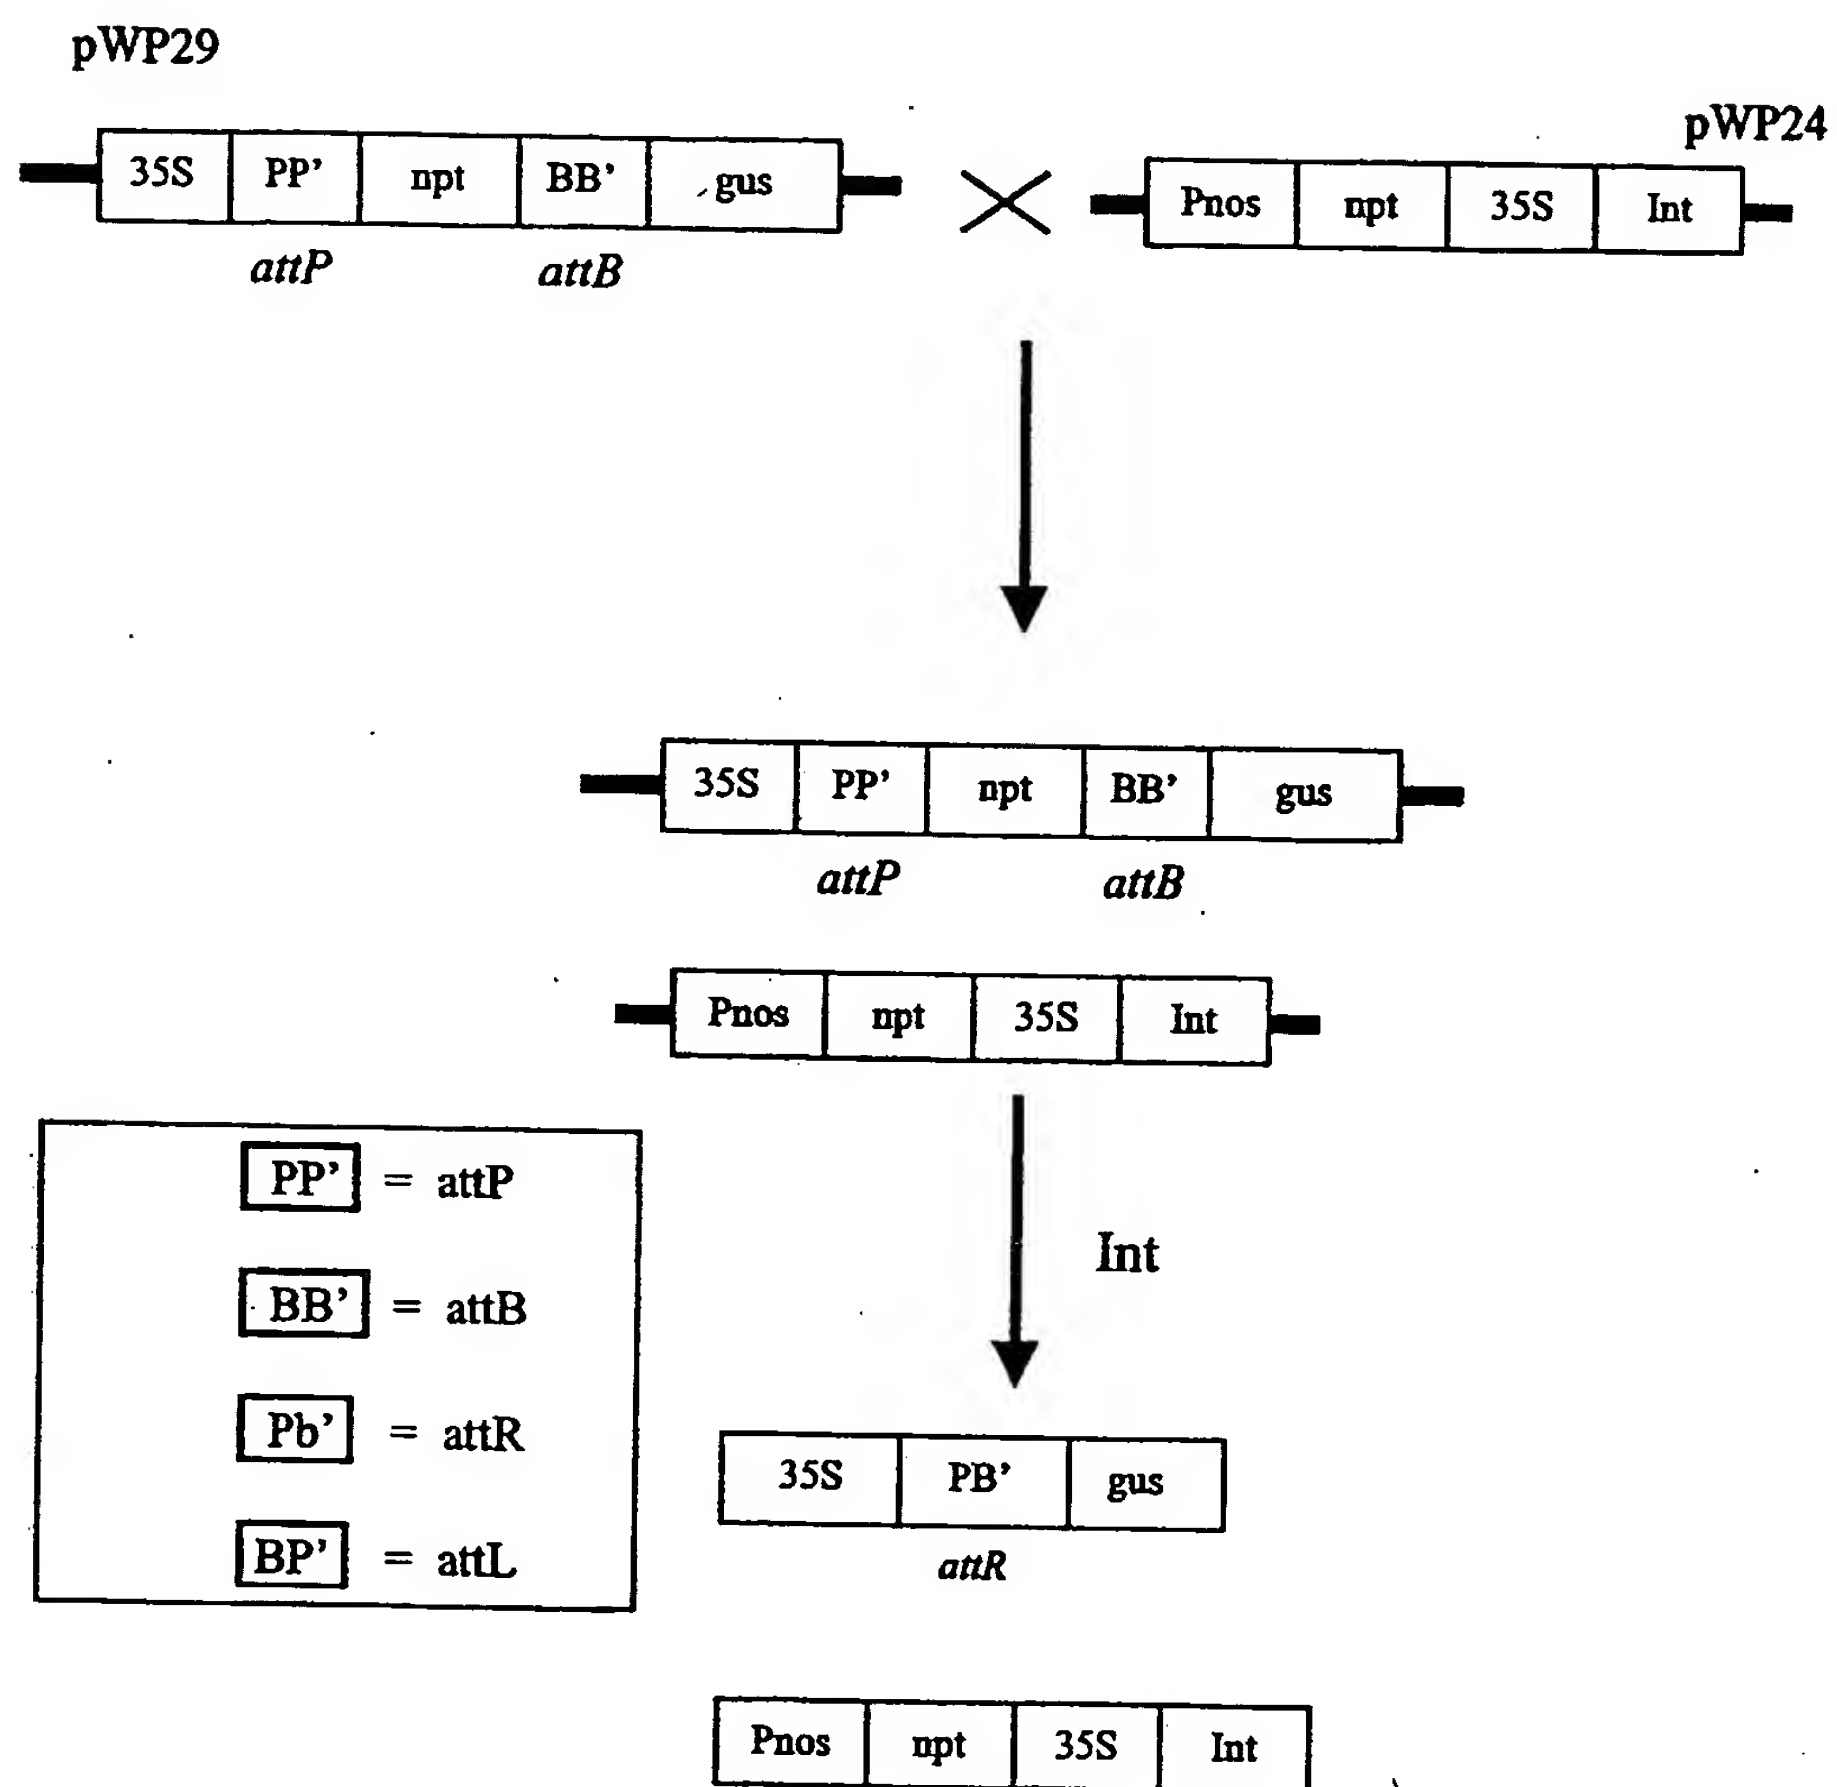 pWP29
pWP24
35S PP’ npt BB’ gus
Pnos npt 35S Int
attP attB
35S PP’ npt BB’ gus
attP attB
Pnos npt 35S Int
PP’ = attP
BB’ = attB
Pb’ = attR
BP’ = attL
Int
35S PB’ gus
attR
Pnos npt 35S Int